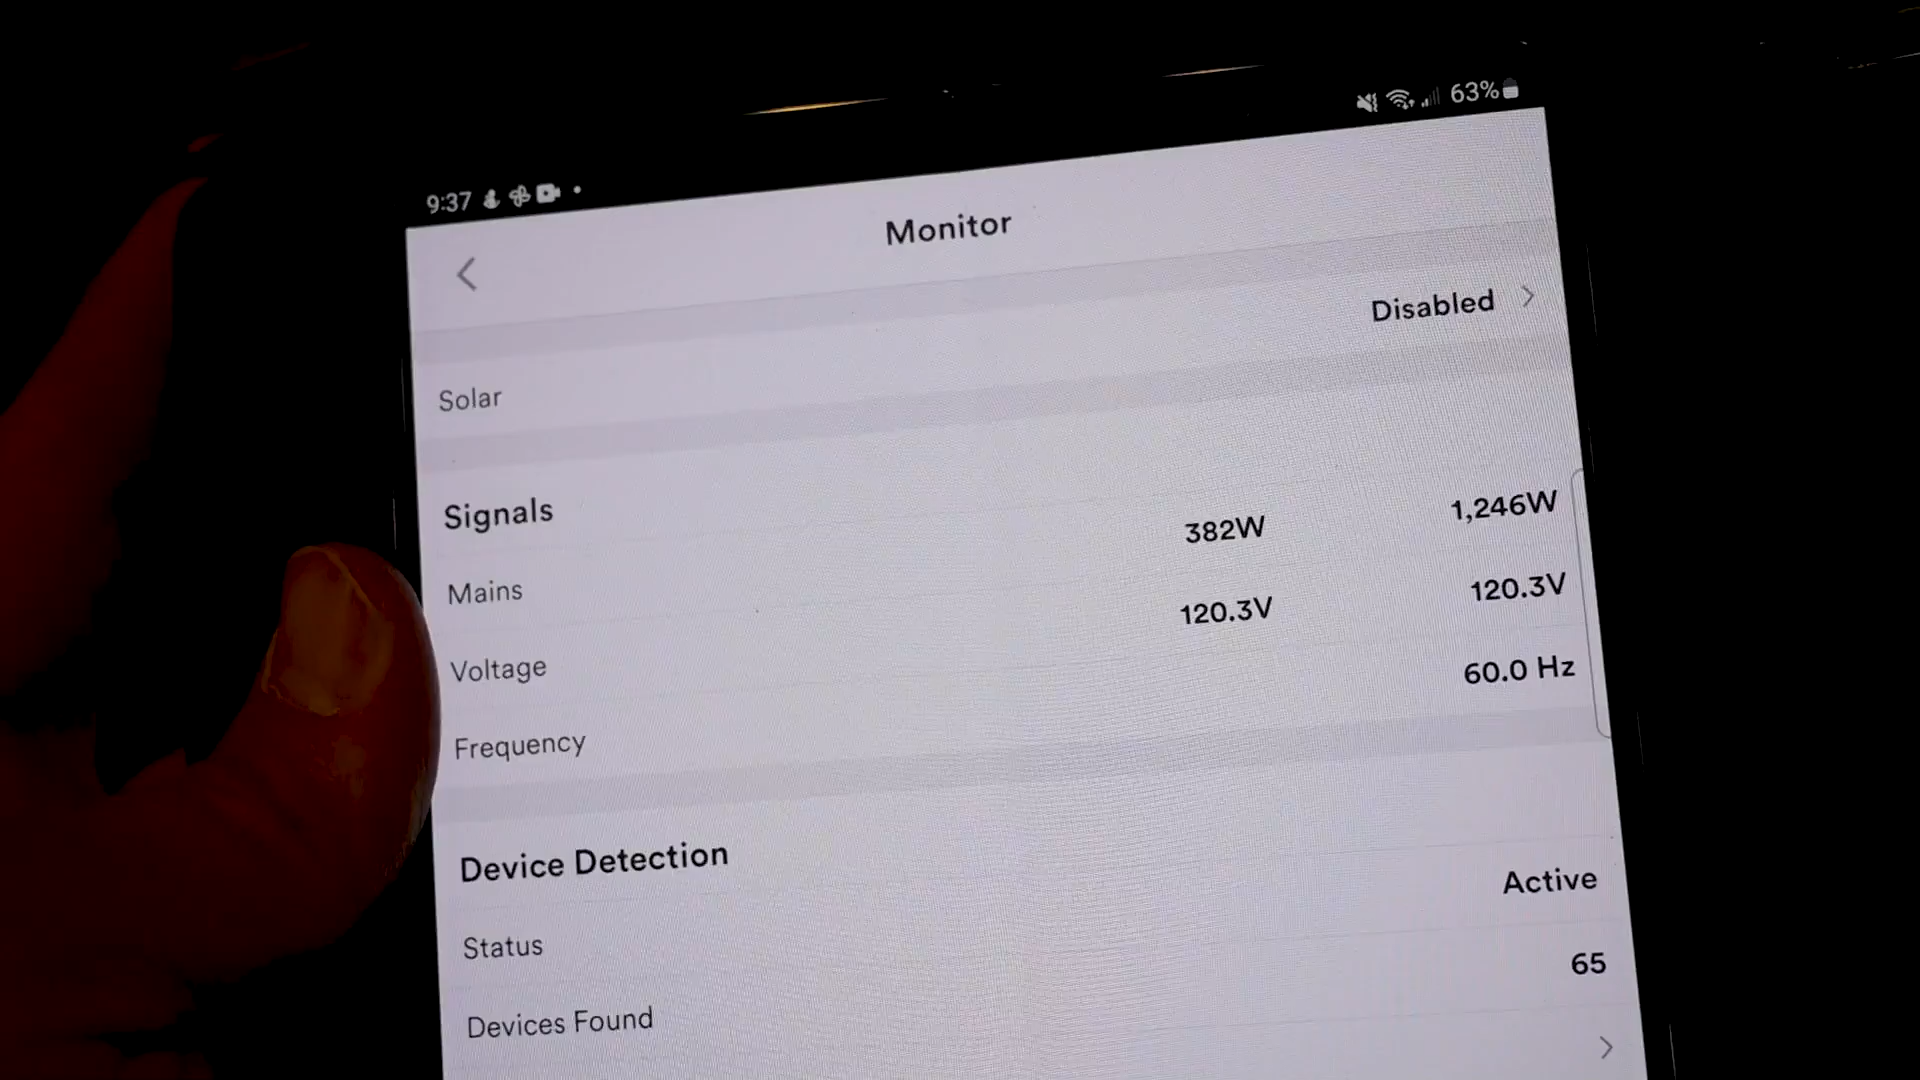 9:37
63%
Monitor
Solar Disabled
Signals
Mains 382W 1,246W
Voltage 120.3V 120.3V
Frequency 60.0 Hz
Device Detection
Status Active
Devices Found 65